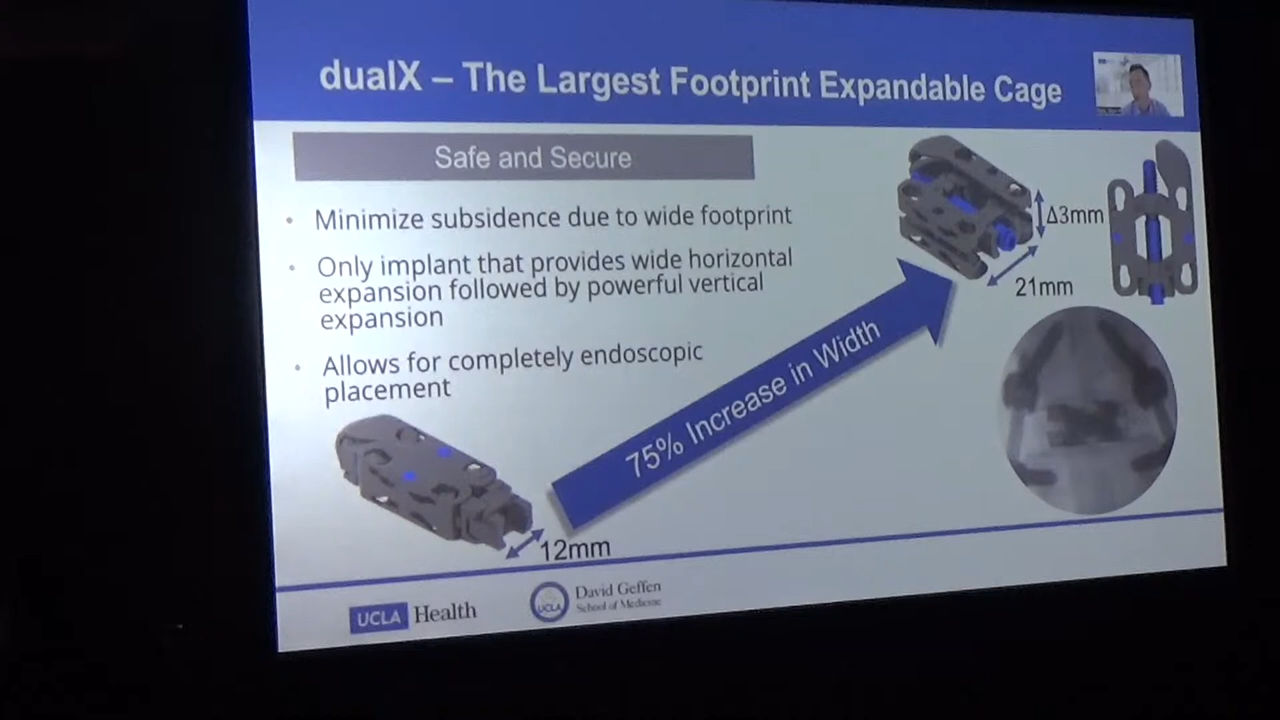 dualX – The Largest Footprint Expandable Cage
Safe and Secure
• Minimize subsidence due to wide footprint
• Only implant that provides wide horizontal
expansion followed by powerful vertical
expansion
• Allows for completely endoscopic
placement
Δ3mm
21mm
75% Increase in Width
12mm
UCLA Health
UCLA
David Geffen
School of Medicine